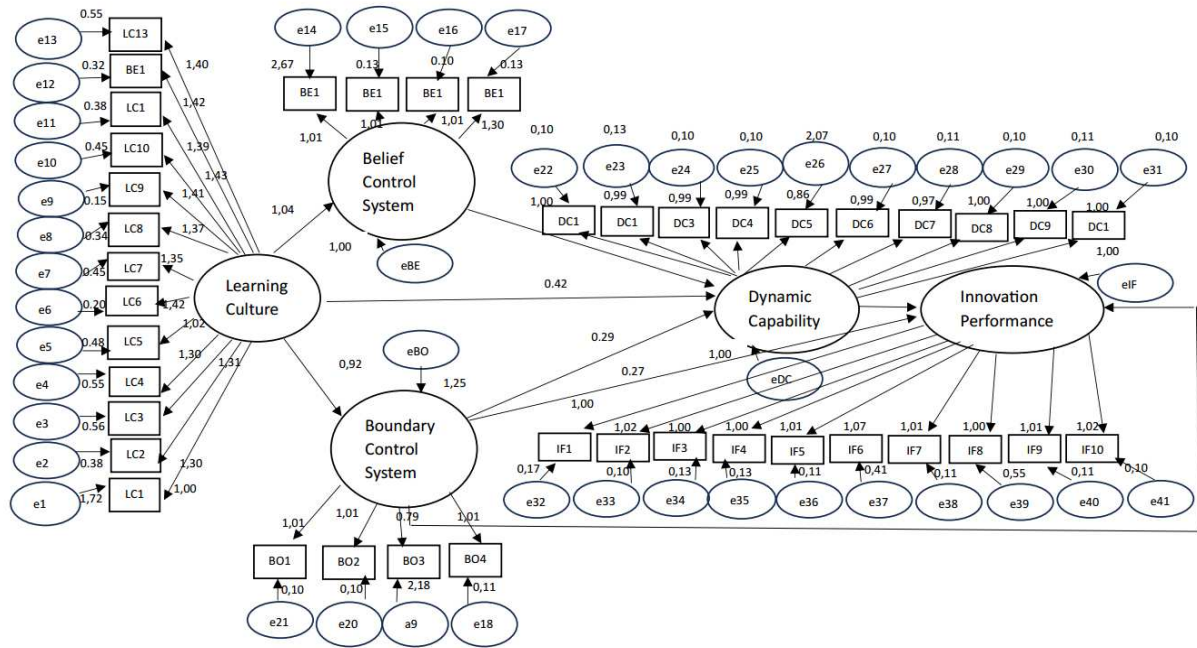 0.55
e13
LC13
e12
0.32
BE1
1,40
e11
0.38
LC1
1,42
e10
0.45
LC10
1,39
e9
0.15
LC9
1,43
e8
0.34
LC8
1,41
e7
0.45
LC7
1,37
e6
0.20
LC6
1,35
e5
0.48
LC5
1,42
e4
0.55
LC4
1,02
e3
0.56
LC3
1,30
e2
0.38
LC2
1,31
e1
1,72
LC1
1,30
1,00
Learning
Culture
1,04
0.42
0,92
e14
e15
e16
e17
2,67
0.13
0.10
0.13
BE1
BE1
BE1
BE1
1,01
1,01
1,01
1,30
Belief
Control
System
1,00
eBE
eBO
1,25
Boundary
Control
System
0.29
0.27
1,01
1,01
0.79
1,01
BO1
BO2
BO3
BO4
0,10
0,10
2,18
0,11
e21
e20
a9
e18
0,10
0,13
0,10
0,10
2,07
0,10
0,11
0,10
0,11
0,10
e22
e23
e24
e25
e26
e27
e28
e29
e30
e31
1,00
0,99
0,99
0,99
0,86
0,99
0,97
1,00
1,00
1,00
DC1
DC1
DC3
DC4
DC5
DC6
DC7
DC8
DC9
DC1
Dynamic
Capability
1,00
eDC
Innovation
Performance
1,00
eIF
1,00
1,02
1,00
1,00
1,01
1,07
1,01
1,00
1,01
1,02
IF1
IF2
IF3
IF4
IF5
IF6
IF7
IF8
IF9
IF10
0,17
0,10
0,13
0,13
0,11
0,41
0,11
0,55
0,11
0,10
e32
e33
e34
e35
e36
e37
e38
e39
e40
e41